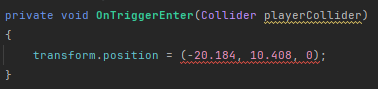 private void OnTriggerEnter(Collider playerCollider)
{
    transform.position = (-20.184, 10.408, 0);
}